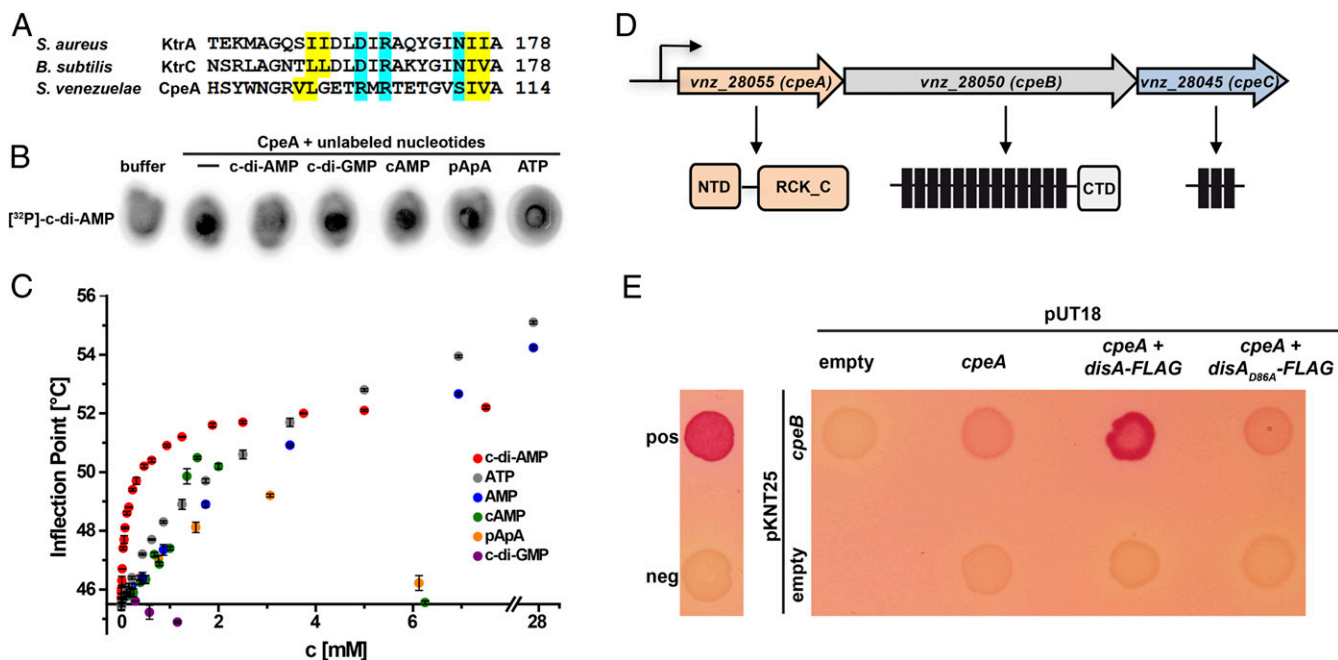 A
S. aureus KtrA TEKMAGQSIIDLDIRAQYGINIIA 178
B. subtilis KtrC NSRLAGNTLLDLDIRAKYGINIVA 178
S. venezuelae CpeA HSYWNGRVLGETRMRTETGVSIVA 114
B
CpeA + unlabeled nucleotides
buffer — c-di-AMP c-di-GMP cAMP pApA ATP
[³²P]-c-di-AMP
C
Inflection Point [°C]
56
54
52
50
48
46
c-di-AMP
ATP
AMP
cAMP
pApA
c-di-GMP
0 2 4 6 28
c [mM]
D
vnz_28055 (cpeA) vnz_28050 (cpeB) vnz_28045 (cpeC)
NTD RCK_C CTD
E
pUT18
empty cpeA cpeA + disA-FLAG cpeA + disA_D86A-FLAG
pos
neg
pKNT25
cpeB
empty